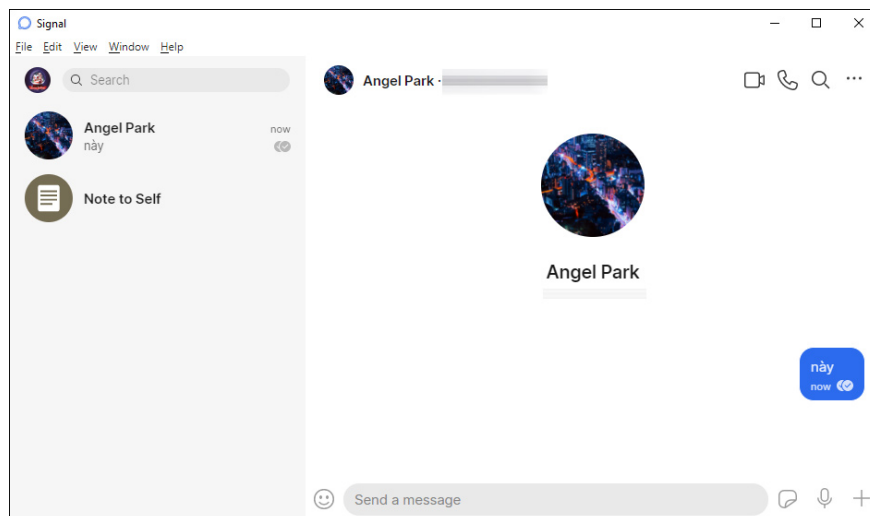 Signal
File Edit View Window Help
Search
Angel Park
now
này
Note to Self
Angel Park ·
Angel Park
này
now
Send a message